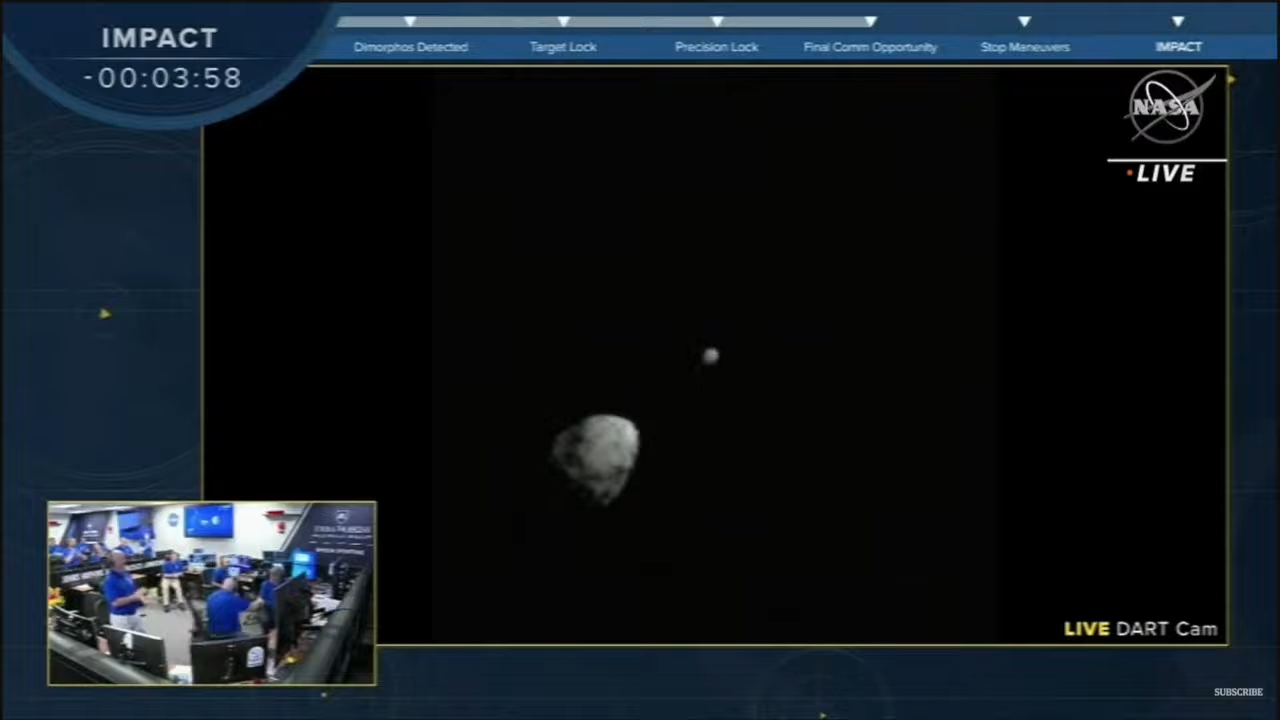 IMPACT
-00:03:58
Dimorphos Detected
Target Lock
Precision Lock
Final Comm Opportunity
Stop Maneuvers
IMPACT
NASA
LIVE
LIVE DART Cam
SUBSCRIBE